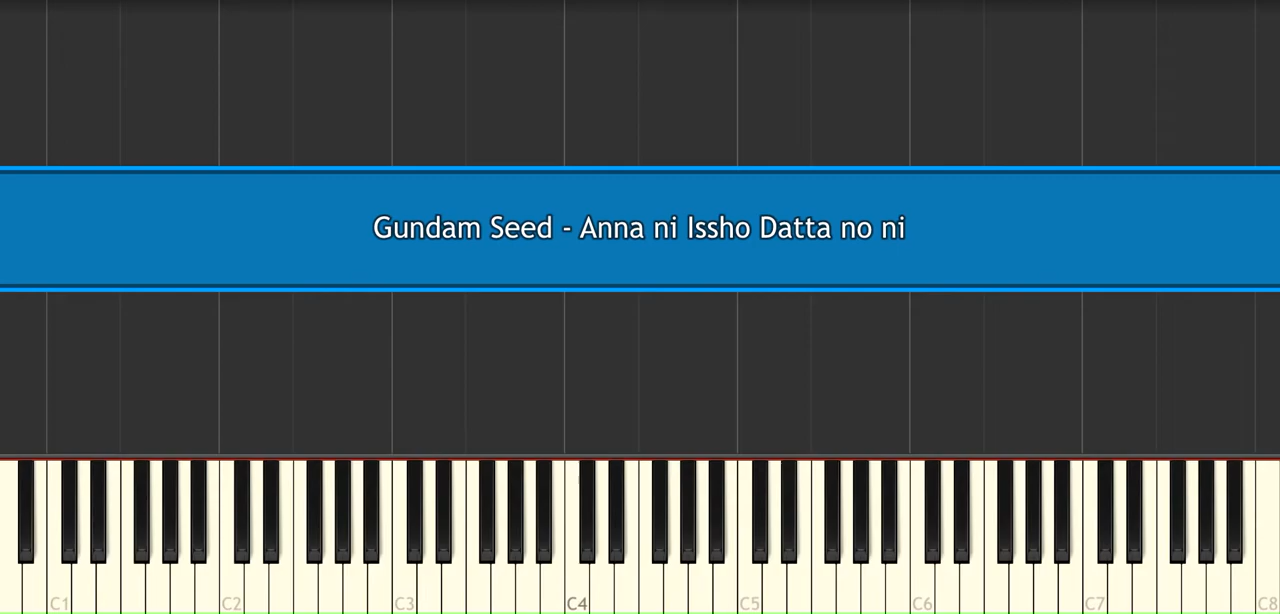 Gundam Seed - Anna ni Issho Datta no ni
C1 C2 C3 C4 C5 C6 C7 C8